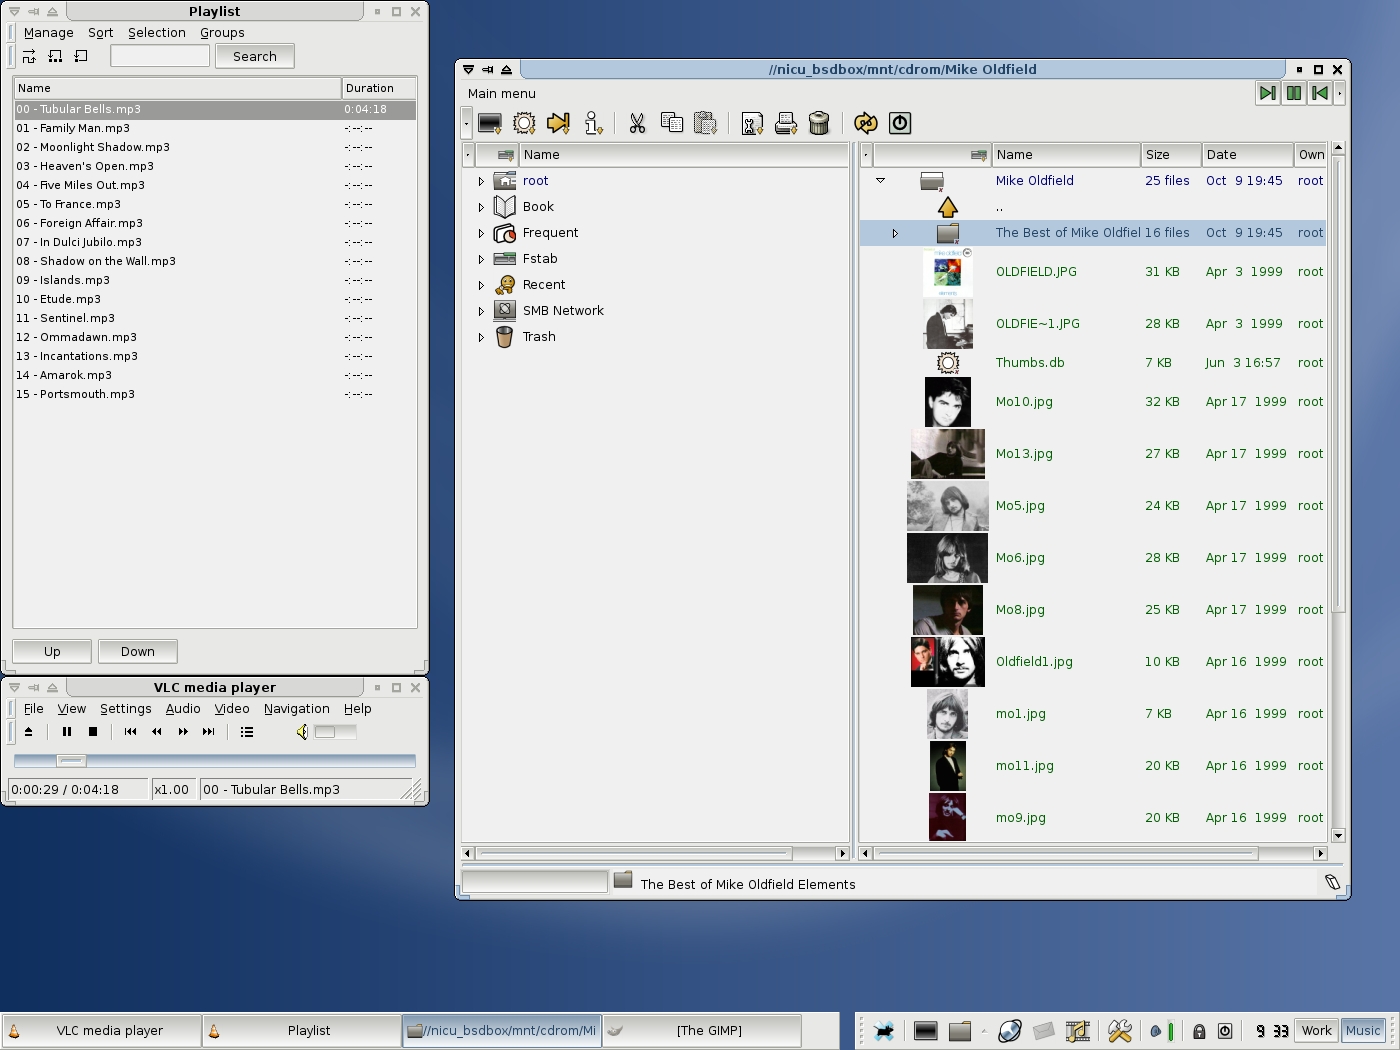 Playlist
Manage Sort Selection Groups
Search
Name Duration
00 - Tubular Bells.mp3 0:04:18
01 - Family Man.mp3 -:--:--
02 - Moonlight Shadow.mp3 -:--:--
03 - Heaven's Open.mp3 -:--:--
04 - Five Miles Out.mp3 -:--:--
05 - To France.mp3 -:--:--
06 - Foreign Affair.mp3 -:--:--
07 - In Dulci Jubilo.mp3 -:--:--
08 - Shadow on the Wall.mp3 -:--:--
09 - Islands.mp3 -:--:--
10 - Etude.mp3 -:--:--
11 - Sentinel.mp3 -:--:--
12 - Ommadawn.mp3 -:--:--
13 - Incantations.mp3 -:--:--
14 - Amarok.mp3 -:--:--
15 - Portsmouth.mp3 -:--:--
Up Down
VLC media player
File View Settings Audio Video Navigation Help
0:00:29 / 0:04:18 x1.00 00 - Tubular Bells.mp3
//nicu_bsdbox/mnt/cdrom/Mike Oldfield
Main menu
Name
root
Book
Frequent
Fstab
Recent
SMB Network
Trash
Name Size Date Own
Mike Oldfield 25 files Oct 9 19:45 root
..
The Best of Mike Oldfiel 16 files Oct 9 19:45 root
OLDFIELD.JPG 31 KB Apr 3 1999 root
OLDFIE~1.JPG 28 KB Apr 3 1999 root
Thumbs.db 7 KB Jun 3 16:57 root
Mo10.jpg 32 KB Apr 17 1999 root
Mo13.jpg 27 KB Apr 17 1999 root
Mo5.jpg 24 KB Apr 17 1999 root
Mo6.jpg 28 KB Apr 17 1999 root
Mo8.jpg 25 KB Apr 17 1999 root
Oldfield1.jpg 10 KB Apr 16 1999 root
mo1.jpg 7 KB Apr 16 1999 root
mo11.jpg 20 KB Apr 16 1999 root
mo9.jpg 20 KB Apr 16 1999 root
The Best of Mike Oldfield Elements
VLC media player Playlist //nicu_bsdbox/mnt/cdrom/Mi [The GIMP] 9 33 Work Music